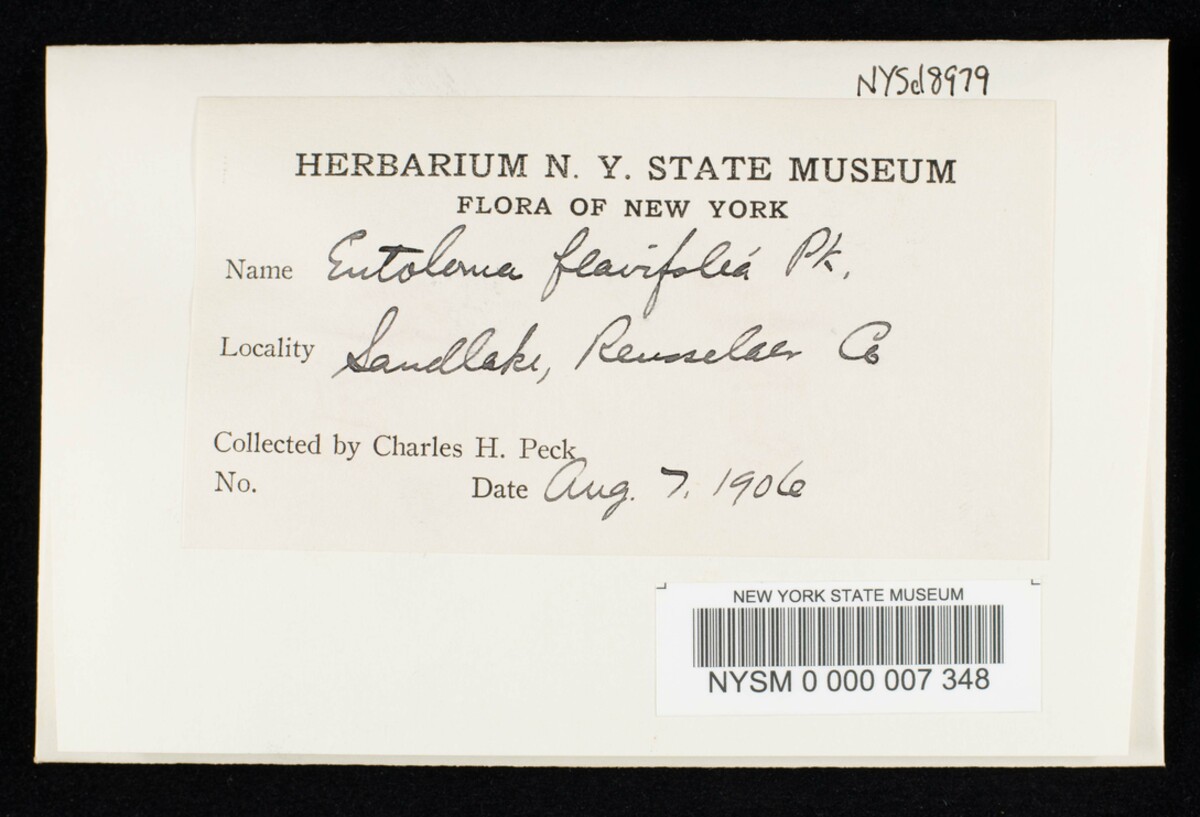 NYSd8979
HERBARIUM N. Y. STATE MUSEUM
FLORA OF NEW YORK
Name Entoloma flavifolia Pk.
Locality Sandlake, Rensselaer Co
Collected by Charles H. Peck
No. Date Aug. 7. 1906
NEW YORK STATE MUSEUM
NYSM 0 000 007 348